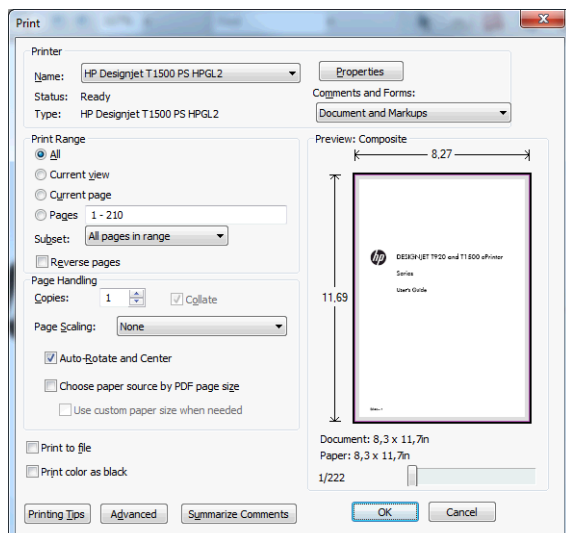 Print
Printer
Name: HP Designjet T1500 PS HPGL2
Properties
Status: Ready
Type: HP Designjet T1500 PS HPGL2
Comments and Forms:
Document and Markups
Print Range
All
Current view
Current page
Pages 1 - 210
Subset: All pages in range
Reverse pages
Page Handling
Copies: 1 Collate
Page Scaling: None
Auto-Rotate and Center
Choose paper source by PDF page size
Use custom paper size when needed
Print to file
Print color as black
Preview: Composite
8,27
11,69
hp
DESIGNJET T920 and T1500 ePrinter
Series
User's Guide
Document: 8,3 x 11,7in
Paper: 8,3 x 11,7in
1/222
Printing Tips
Advanced
Summarize Comments
OK
Cancel